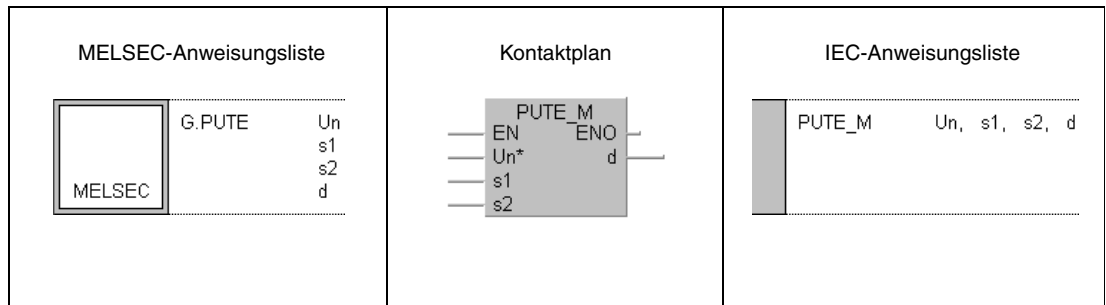 MELSEC-Anweisungsliste
MELSEC
G.PUTE Un
s1
s2
d
Kontaktplan
PUTE_M
EN ENO
Un* d
s1
s2
IEC-Anweisungsliste
PUTE_M Un, s1, s2, d